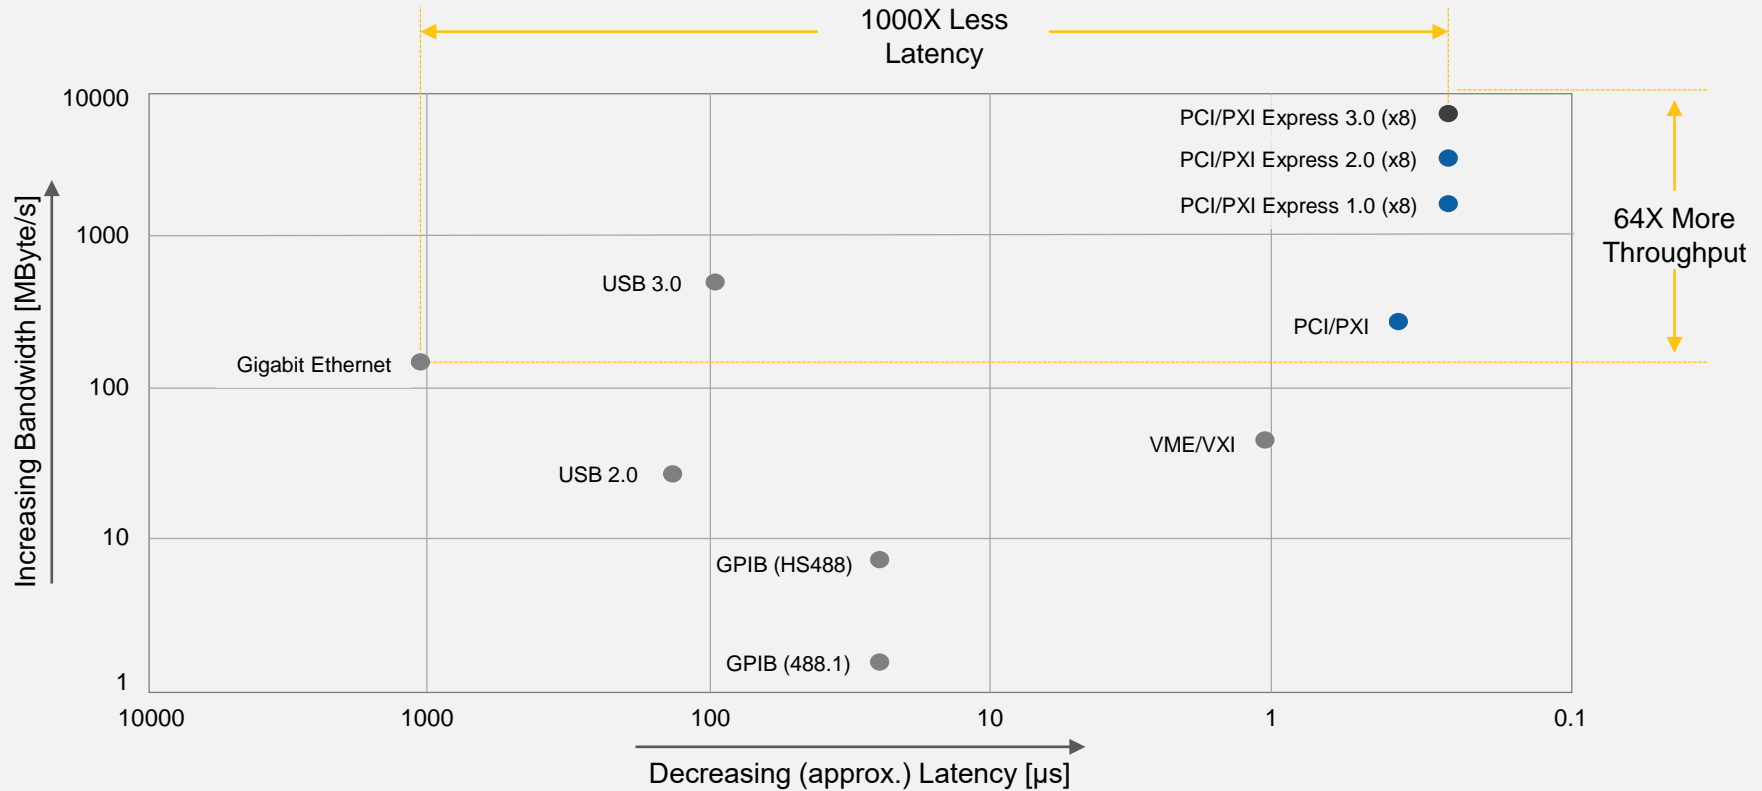 1000X Less
Latency
10000
PCI/PXI Express 3.0 (x8)
PCI/PXI Express 2.0 (x8)
PCI/PXI Express 1.0 (x8)
64X More
Throughput
1000
USB 3.0
PCI/PXI
Gigabit Ethernet
100
VME/VXI
USB 2.0
10
GPIB (HS488)
GPIB (488.1)
1
Increasing Bandwidth [MByte/s]
10000
1000
100
10
1
0.1
Decreasing (approx.) Latency [µs]